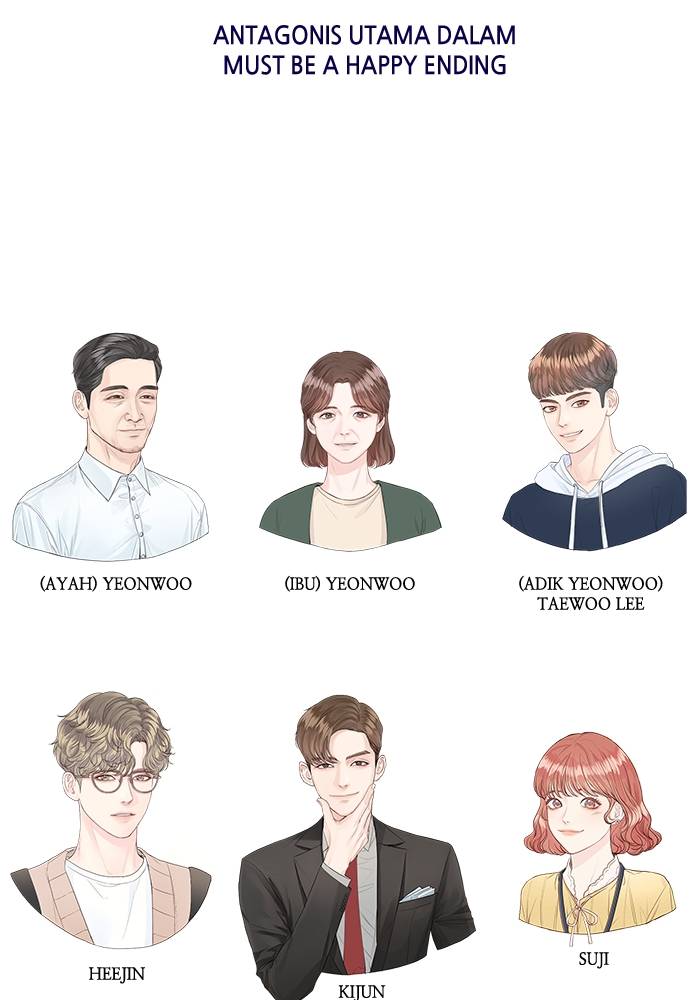 ANTAGONIS UTAMA DALAM
MUST BE A HAPPY ENDING
(AYAH) YEONWOO
(IBU) YEONWOO
(ADIK YEONWOO)
TAEWOO LEE
HEEJIN
KIJUN
SUJI